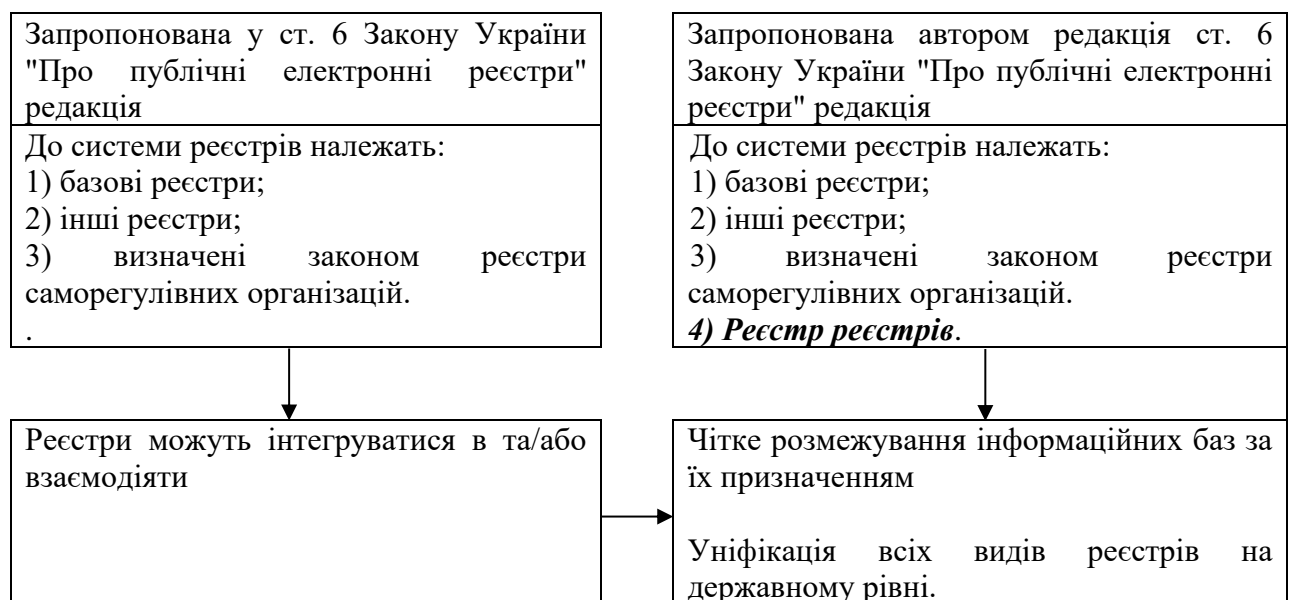 Запропонована у ст. 6 Закону України
"Про публічні електронні реєстри"
редакція
До системи реєстрів належать:
1) базові реєстри;
2) інші реєстри;
3) визначені законом реєстри
саморегулівних організацій.
.
Реєстри можуть інтегруватися в та/або
взаємодіяти
Запропонована автором редакція ст. 6
Закону України "Про публічні електронні
реєстри" редакція
До системи реєстрів належать:
1) базові реєстри;
2) інші реєстри;
3) визначені законом реєстри
саморегулівних організацій.
4) Реєстр реєстрів.
Чітке розмежування інформаційних баз за
їх призначенням
Уніфікація всіх видів реєстрів на
державному рівні.